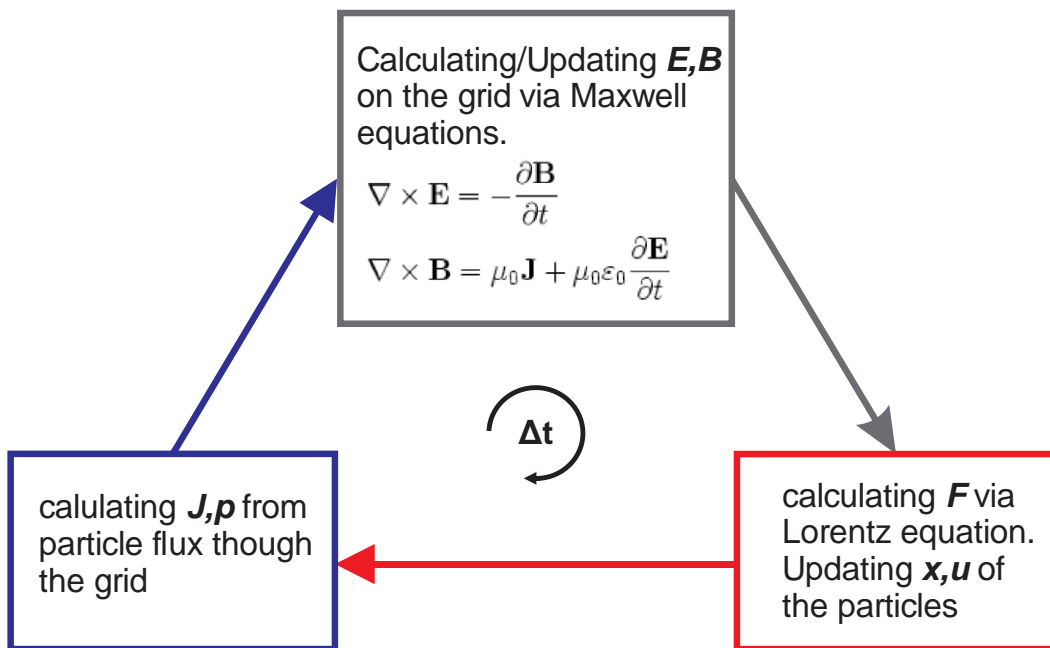 Calculating/Updating E,B
on the grid via Maxwell
equations.
∇ × E = −∂B/∂t
∇ × B = μ₀J + μ₀ε₀ ∂E/∂t
Δt
calulating J,p from
particle flux though
the grid
calculating F via
Lorentz equation.
Updating x,u of
the particles